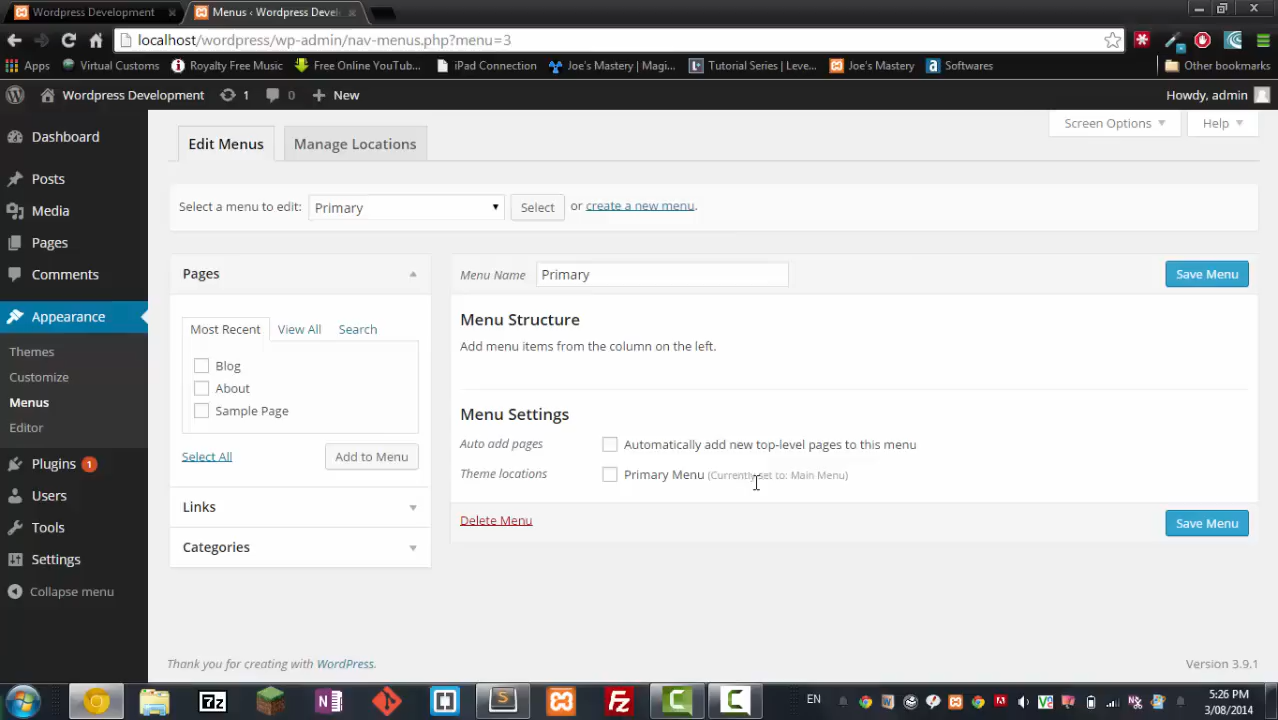 Wordpress Development
Menus ‹ Wordpress Devel
localhost/wordpress/wp-admin/nav-menus.php?menu=3
Apps Virtual Customs Royalty Free Music Free Online YouTub... iPad Connection Joe's Mastery | Magi... Tutorial Series | Leve... Joe's Mastery Softwares Other bookmarks
Wordpress Development 1 0 + New Howdy, admin
Screen Options Help
Dashboard
Posts
Media
Pages
Comments
Appearance
Themes
Customize
Menus
Editor
Plugins 1
Users
Tools
Settings
Collapse menu
Edit Menus Manage Locations
Select a menu to edit: Primary Select or create a new menu.
Pages
Most Recent View All Search
Blog
About
Sample Page
Select All Add to Menu
Links
Categories
Menu Name Primary Save Menu
Menu Structure
Add menu items from the column on the left.
Menu Settings
Auto add pages Automatically add new top-level pages to this menu
Theme locations Primary Menu (Currently set to: Main Menu)
Delete Menu Save Menu
Thank you for creating with WordPress. Version 3.9.1
7z
EN
5:26 PM
3/08/2014